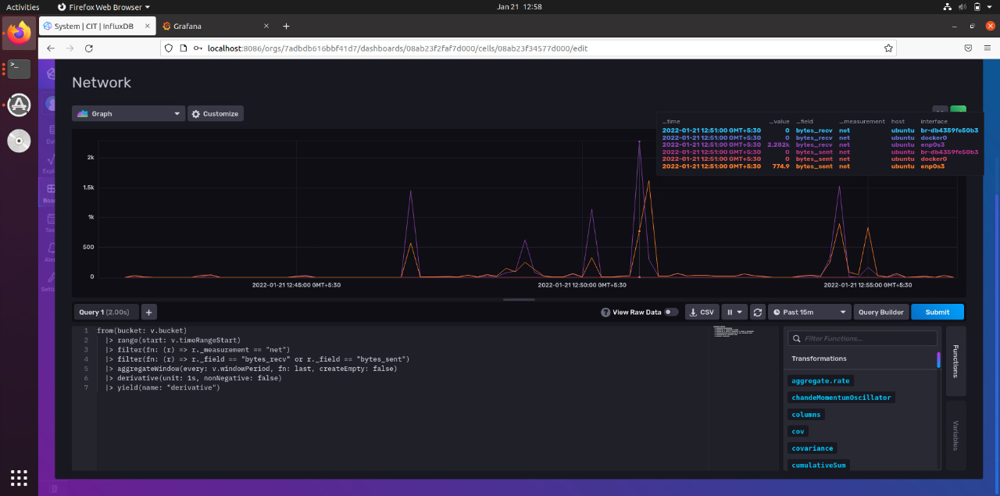 Activities Firefox Web Browser Jan 21 12:58
System | CIT | InfluxDB Grafana
localhost:8086/orgs/7adbdb616bbf41d7/dashboards/08ab23f2faf7d000/cells/08ab23f34577d000/edit
Network
Graph Customize
_time _value _field _measurement host interface
2022-01-21 12:51:00 GMT+5:30 0 bytes_recv net ubuntu br-db4359fe50b3
2022-01-21 12:51:00 GMT+5:30 0 bytes_recv net ubuntu docker0
2022-01-21 12:51:00 GMT+5:30 2.282k bytes_recv net ubuntu enp0s3
2022-01-21 12:51:00 GMT+5:30 0 bytes_sent net ubuntu br-db4359fe50b3
2022-01-21 12:51:00 GMT+5:30 0 bytes_sent net ubuntu docker0
2022-01-21 12:51:00 GMT+5:30 774.9 bytes_sent net ubuntu enp0s3
2k
1.5k
1k
500
0
2022-01-21 12:45:00 GMT+5:30 2022-01-21 12:50:00 GMT+5:30 2022-01-21 12:55:00 GMT+5:30
Query 1 (2.00s) + View Raw Data CSV Past 15m Query Builder Submit
1 from(bucket: v.bucket)
2 |> range(start: v.timeRangeStart)
3 |> filter(fn: (r) => r._measurement == "net")
4 |> filter(fn: (r) => r._field == "bytes_recv" or r._field == "bytes_sent")
5 |> aggregateWindow(every: v.windowPeriod, fn: last, createEmpty: false)
6 |> derivative(unit: 1s, nonNegative: false)
7 |> yield(name: "derivative")
Filter Functions...
Transformations
aggregate.rate
chandeMomentumOscillator
columns
cov
covariance
cumulativeSum
Functions
Variables